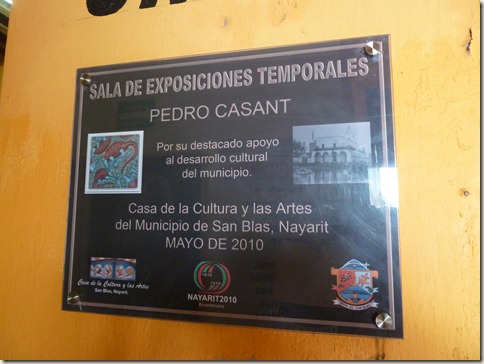 SALA DE EXPOSICIONES TEMPORALES
PEDRO CASANT
Por su destacado apoyo
al desarrollo cultural
del municipio.
Casa de la Cultura y las Artes
del Municipio de San Blas, Nayarit
MAYO DE 2010
Casa de la Cultura y las Artes
San Blas, Nayarit.
NAYARIT2010
Bicentenario